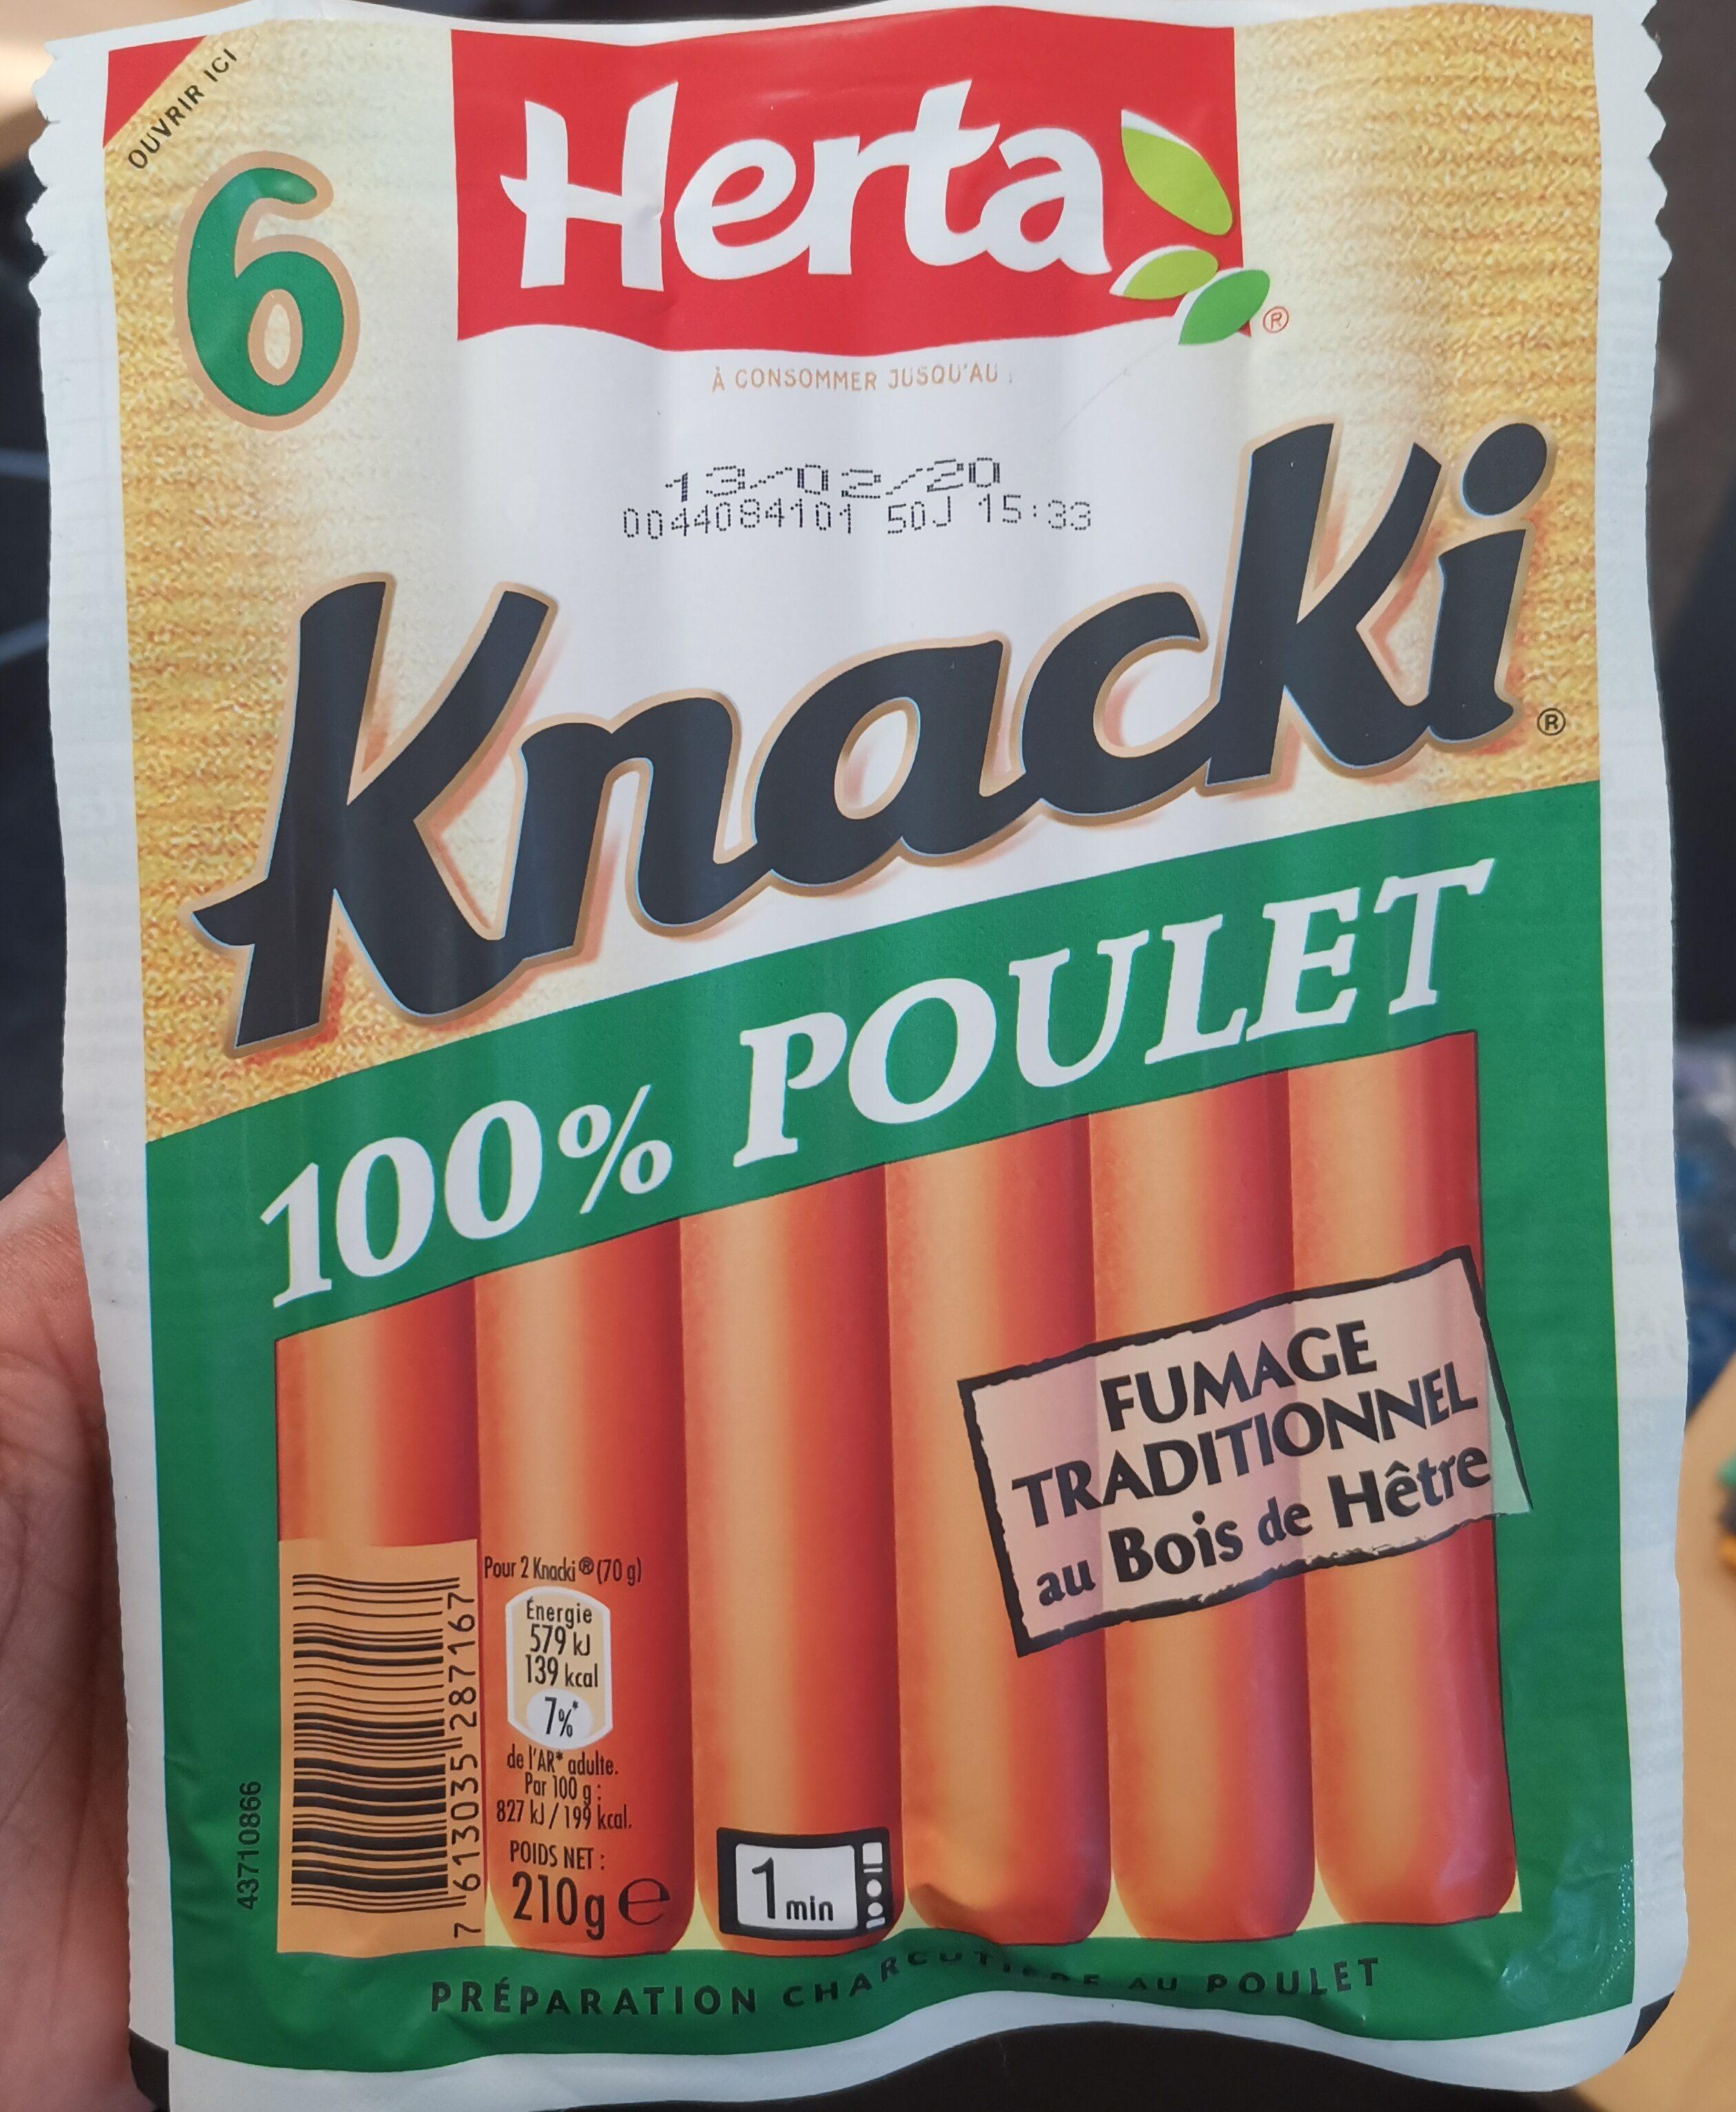 OUVRIR ICI
6
Herta
®
À CONSOMMER JUSQU'AU :
13/02/20
0044084101 50J 15:33
Knacki
®
100% POULET
FUMAGE
TRADITIONNEL
au Bois de Hêtre
Pour 2 Knacki® (70 g)
Énergie
579 kJ
139 kcal
7%*
de l'AR* adulte.
Par 100 g :
827 kJ / 199 kcal.
POIDS NET :
210g e
1 min
7 613035 287167
43710866
PRÉPARATION CHARCUTIÈRE AU POULET